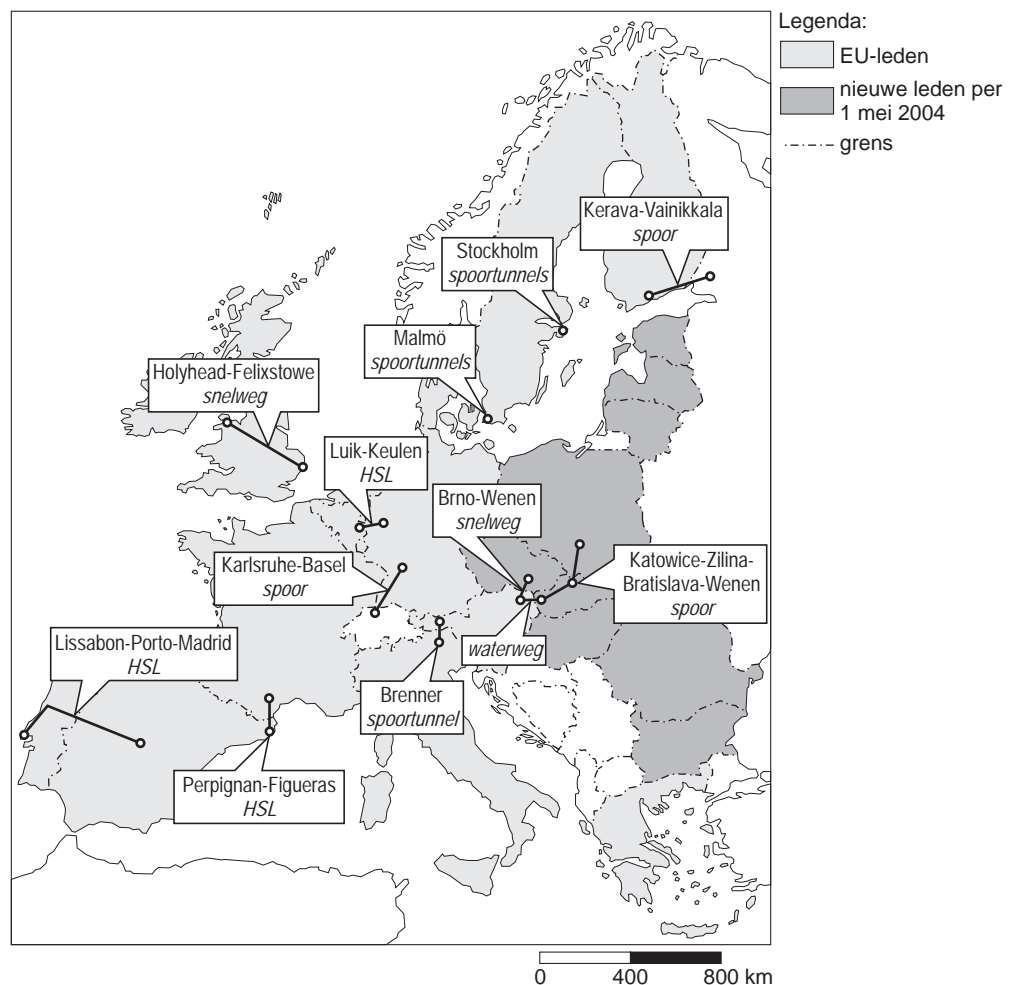 Legenda:
EU-leden
nieuwe leden per
1 mei 2004
grens
Kerava-Vainikkala
spoor
Stockholm
spoortunnels
Malmö
spoortunnels
Holyhead-Felixstowe
snelweg
Luik-Keulen
HSL
Brno-Wenen
snelweg
Karlsruhe-Basel
spoor
Katowice-Zilina-
Bratislava-Wenen
spoor
Lissabon-Porto-Madrid
HSL
waterweg
Brenner
spoortunnel
Perpignan-Figueras
HSL
0 400 800 km